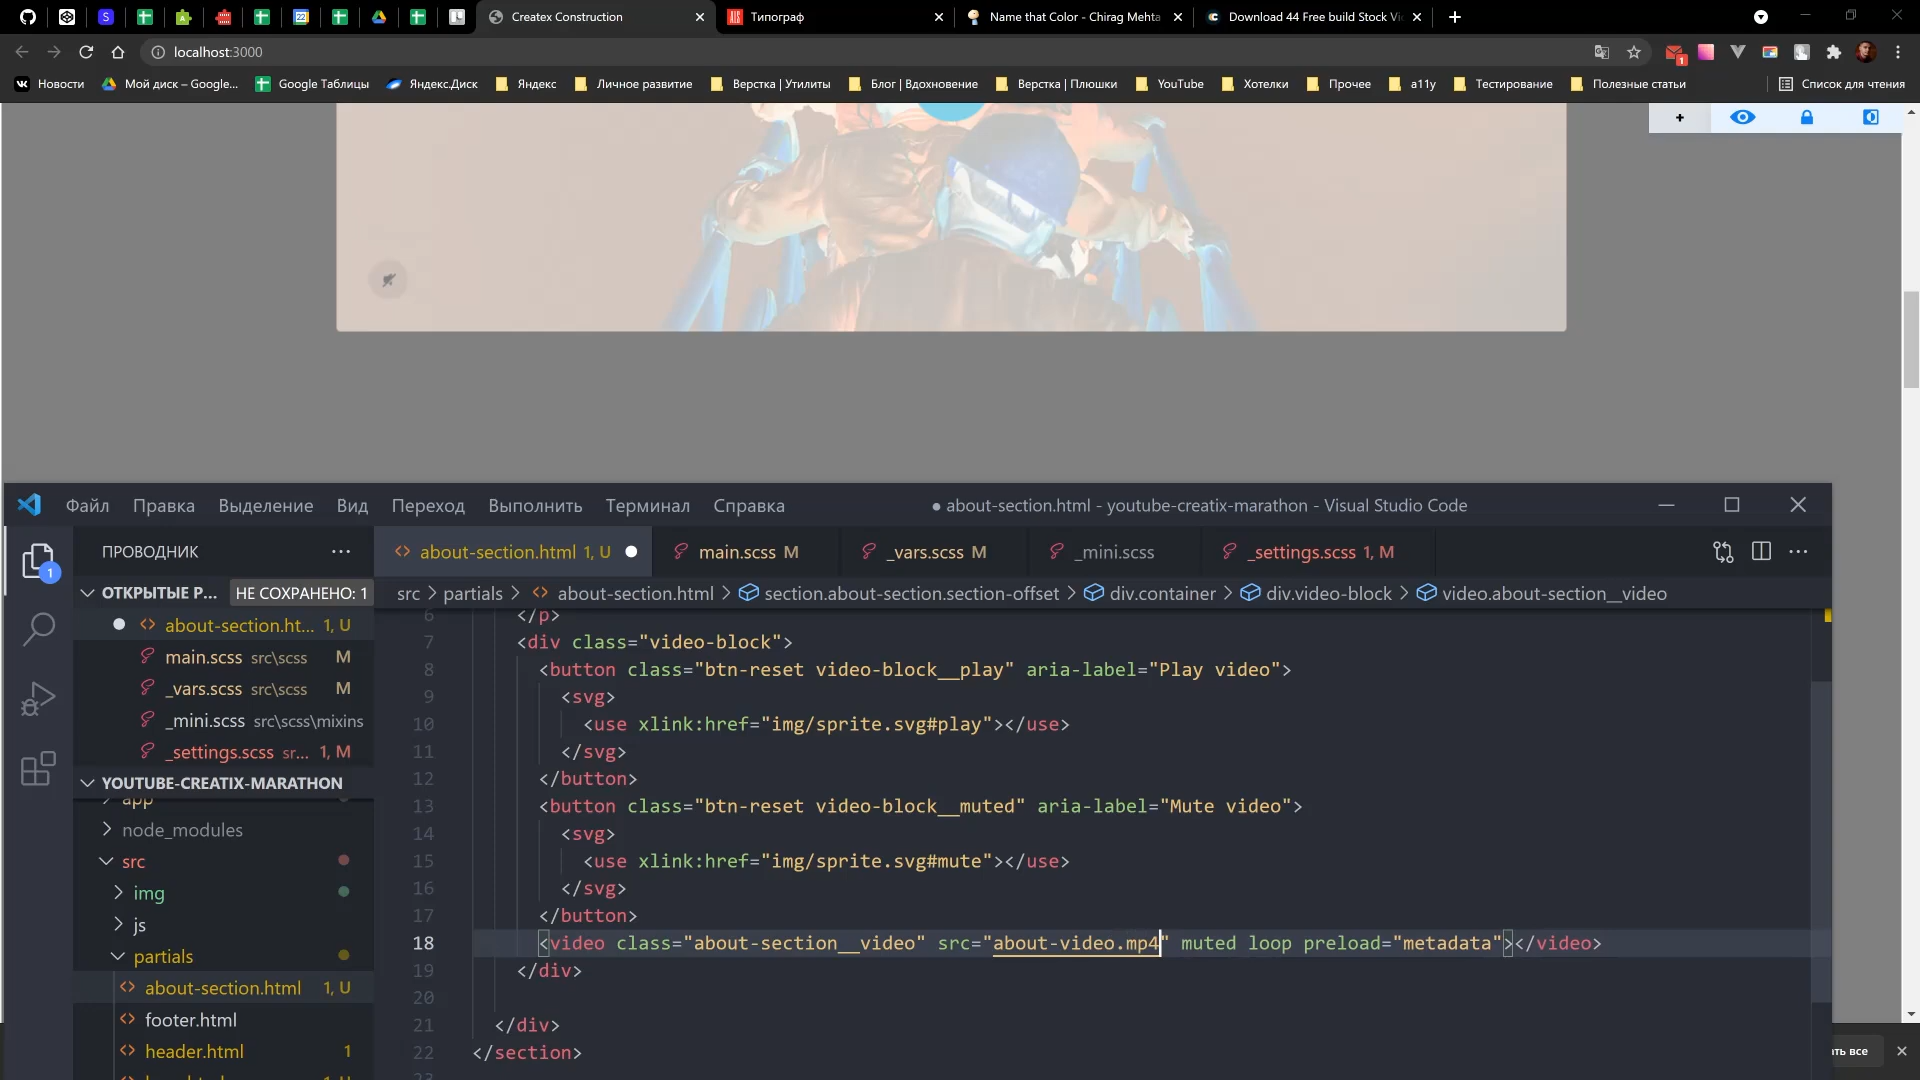 Createx Construction
Типограф
Name that Color - Chirag Mehta
Download 44 Free build Stock Vi
localhost:3000
Новости
Мой диск – Google...
Google Таблицы
Яндекс.Диск
Яндекс
Личное развитие
Верстка | Утилиты
Блог | Вдохновение
Верстка | Плюшки
YouTube
Хотелки
Прочее
a11y
Тестирование
Полезные статьи
Список для чтения
Файл Правка Выделение Вид Переход Выполнить Терминал Справка
● about-section.html - youtube-creatix-marathon - Visual Studio Code
ПРОВОДНИК
about-section.html 1, U
main.scss M
_vars.scss M
_mini.scss
_settings.scss 1, M
ОТКРЫТЫЕ Р... НЕ СОХРАНЕНО: 1
src > partials > about-section.html > section.about-section.section-offset > div.container > div.video-block > video.about-section__video
about-section.ht... 1, U
main.scss src\scss M
_vars.scss src\scss M
_mini.scss src\scss\mixins
_settings.scss sr... 1, M
YOUTUBE-CREATIX-MARATHON
app
node_modules
src
img
js
partials
about-section.html 1, U
footer.html
header.html 1
6 </p>
7 <div class="video-block">
8 <button class="btn-reset video-block__play" aria-label="Play video">
9 <svg>
10 <use xlink:href="img/sprite.svg#play"></use>
11 </svg>
12 </button>
13 <button class="btn-reset video-block__muted" aria-label="Mute video">
14 <svg>
15 <use xlink:href="img/sprite.svg#mute"></use>
16 </svg>
17 </button>
18 <video class="about-section__video" src="about-video.mp4" muted loop preload="metadata"></video>
19 </div>
20
21 </div>
22 </section>
23
ать все